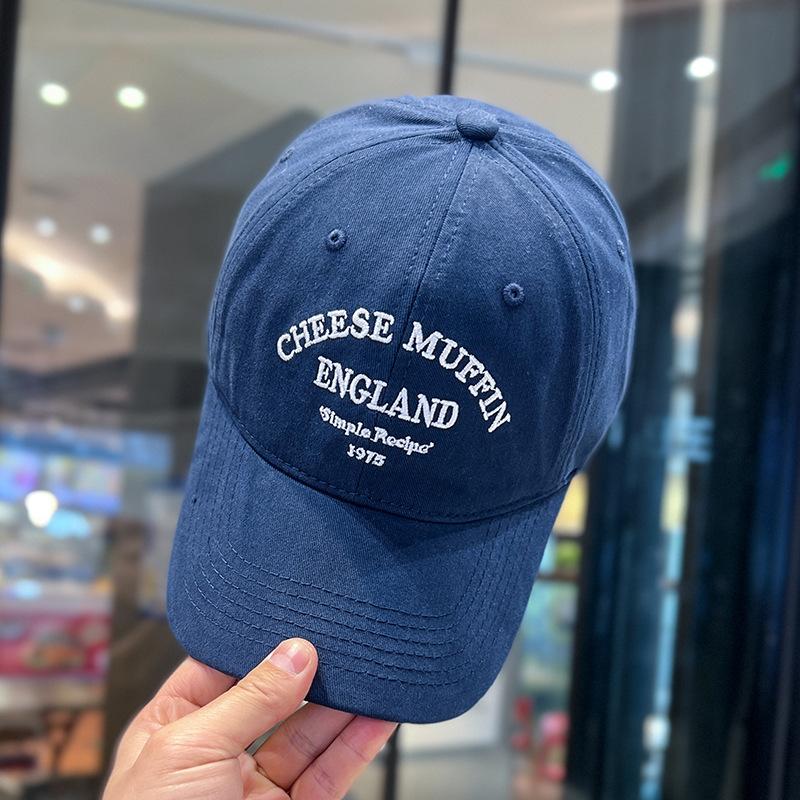 CHEESE MUFFIN
ENGLAND
"Simple Recipe"
1975